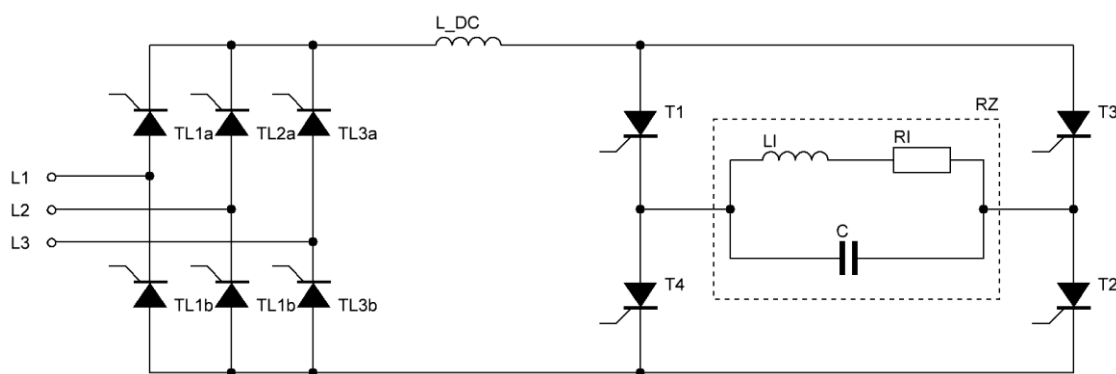 L_DC
TL1a
TL2a
TL3a
T1
RZ
T3
LI
RI
L1
L2
L3
C
TL1b
TL1b
TL3b
T4
T2